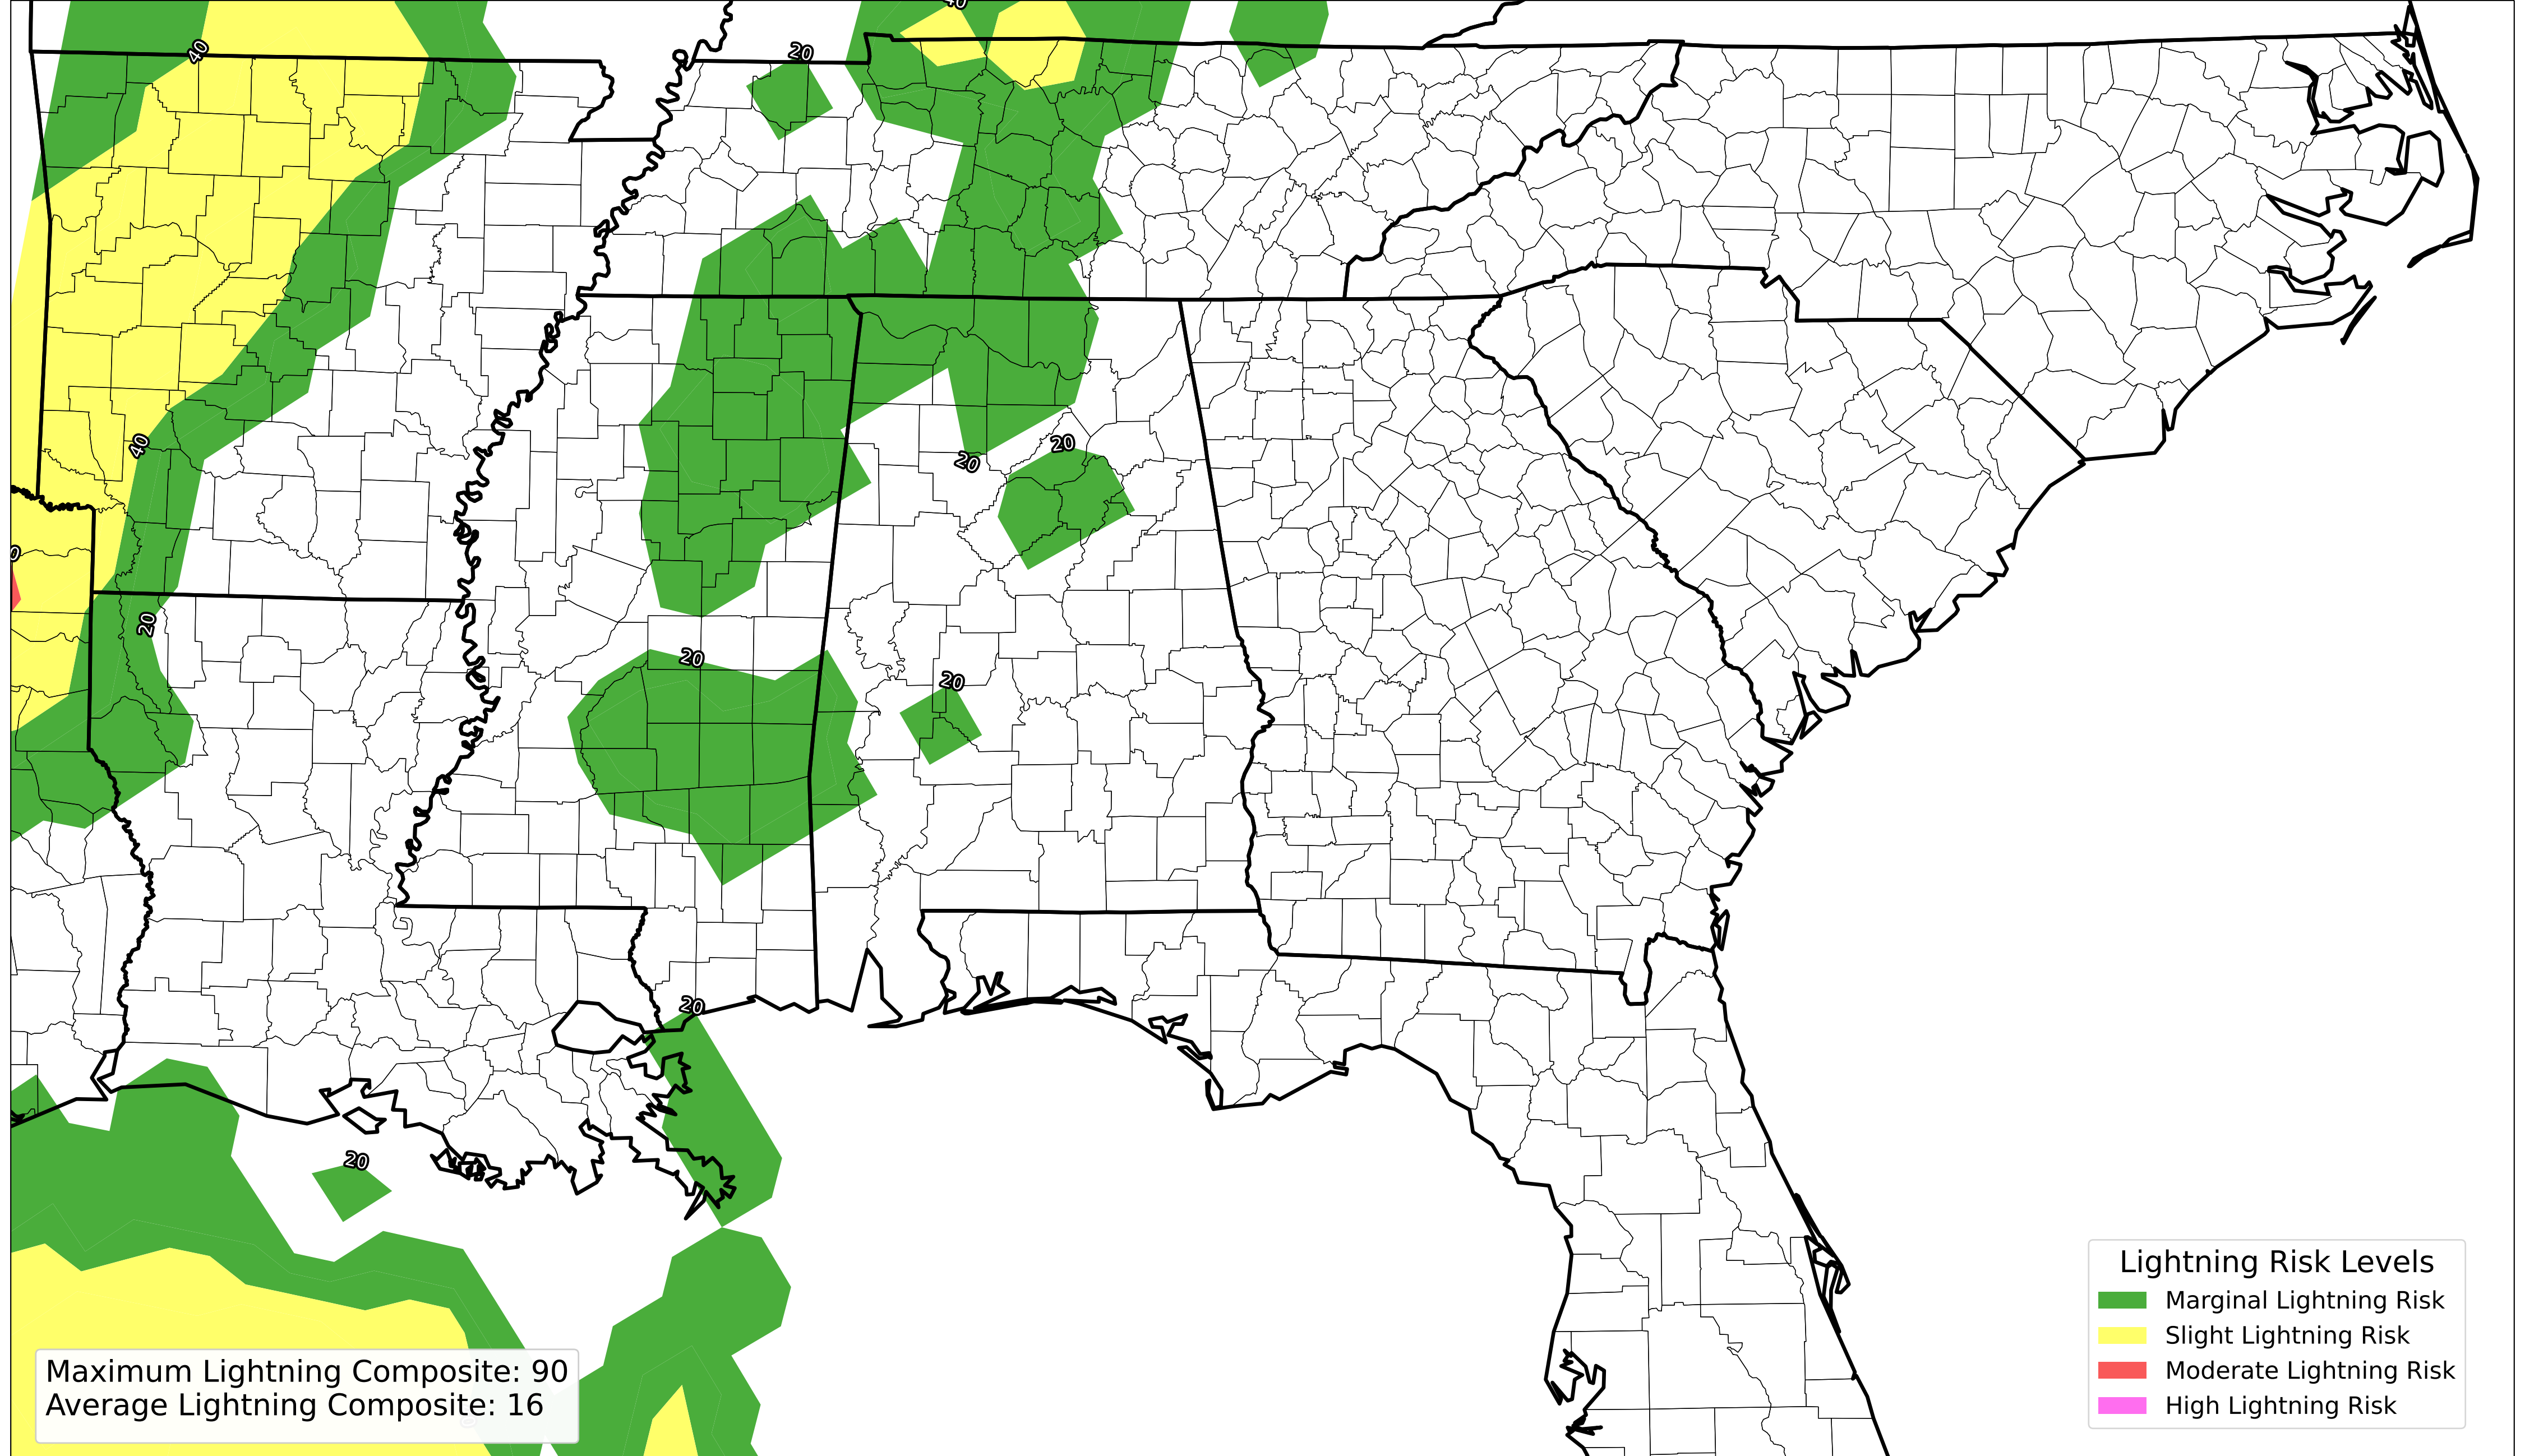 40
40
20
20
40
0
20
20
20
20
20
20
20
Lightning Risk Levels
Marginal Lightning Risk
Slight Lightning Risk
Moderate Lightning Risk
High Lightning Risk
Maximum Lightning Composite: 90
Average Lightning Composite: 16